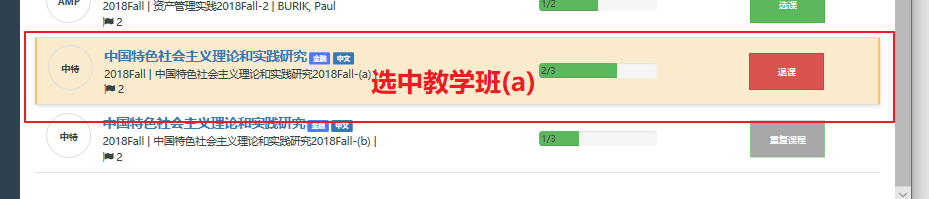 AMP
2018Fall | 资产管理实践2018Fall-2 | BURIK, Paul
2
1/2
选课
中特
中国特色社会主义理论和实践研究 金融 中文
2018Fall | 中国特色社会主义理论和实践研究2018Fall-(a) |
2
2/3
选中教学班(a)
退课
中特
中国特色社会主义理论和实践研究 金融 中文
2018Fall | 中国特色社会主义理论和实践研究2018Fall-(b) |
2
1/3
重复课程